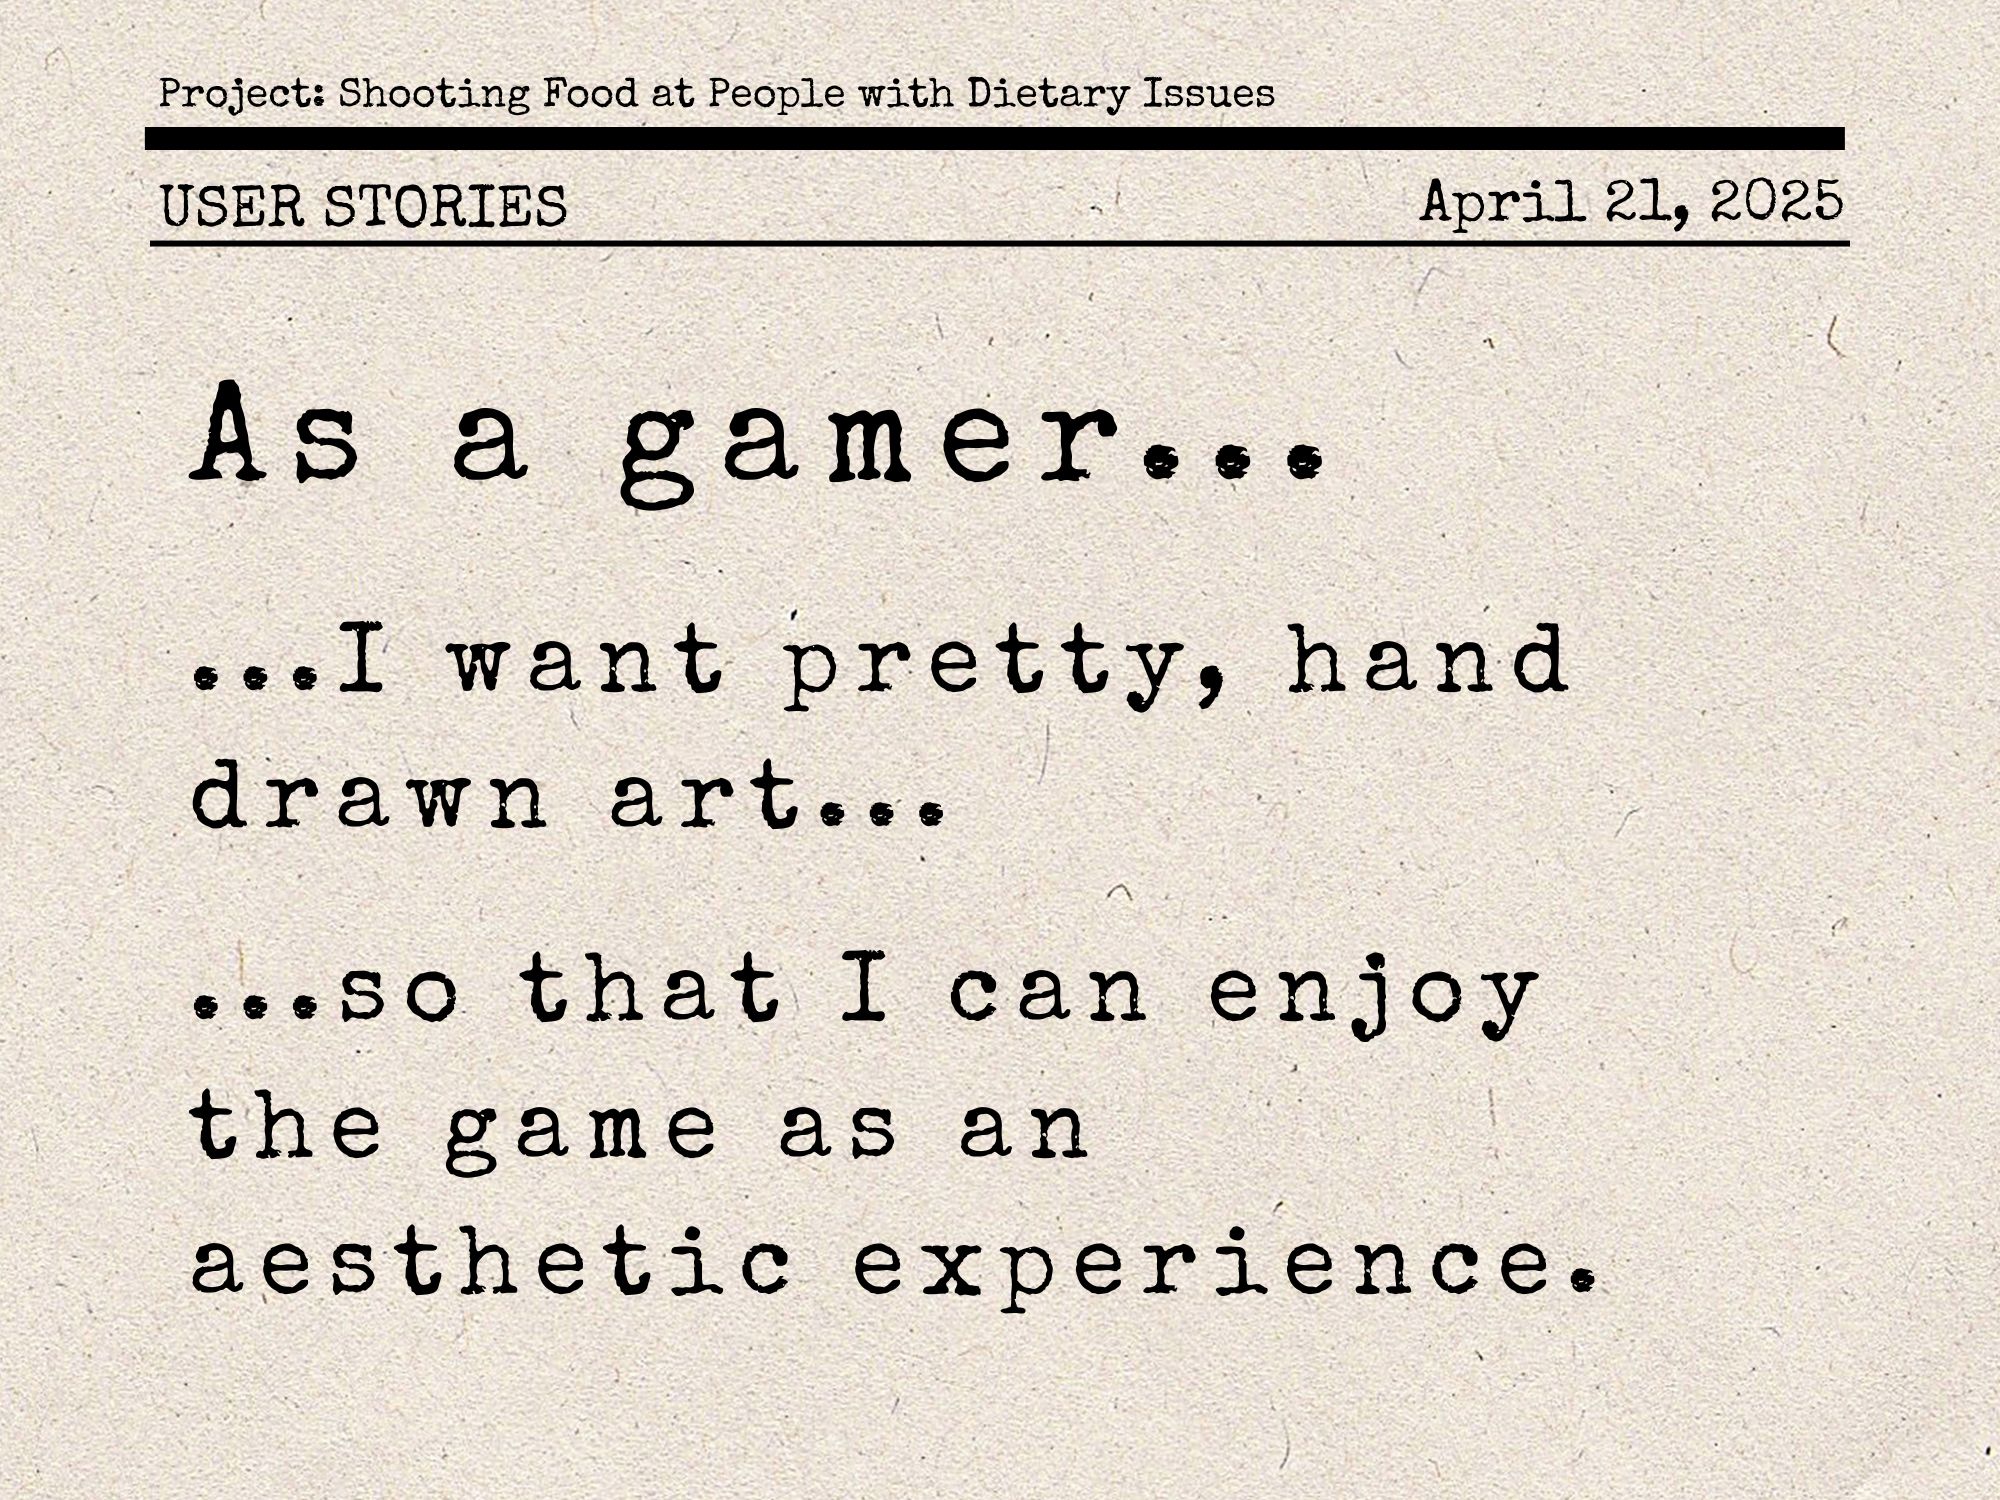 Project: Shooting Food at People with Dietary Issues
USER STORIES
April 21, 2025
As a gamer...
...I want pretty, hand
drawn art...
...so that I can enjoy
the game as an
aesthetic experience.